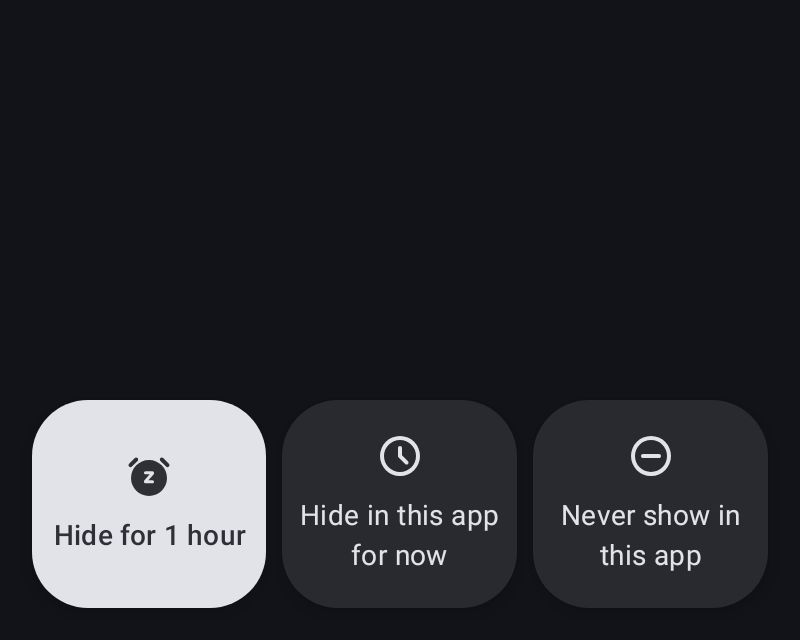 Hide for 1 hour
Hide in this app
for now
Never show in
this app